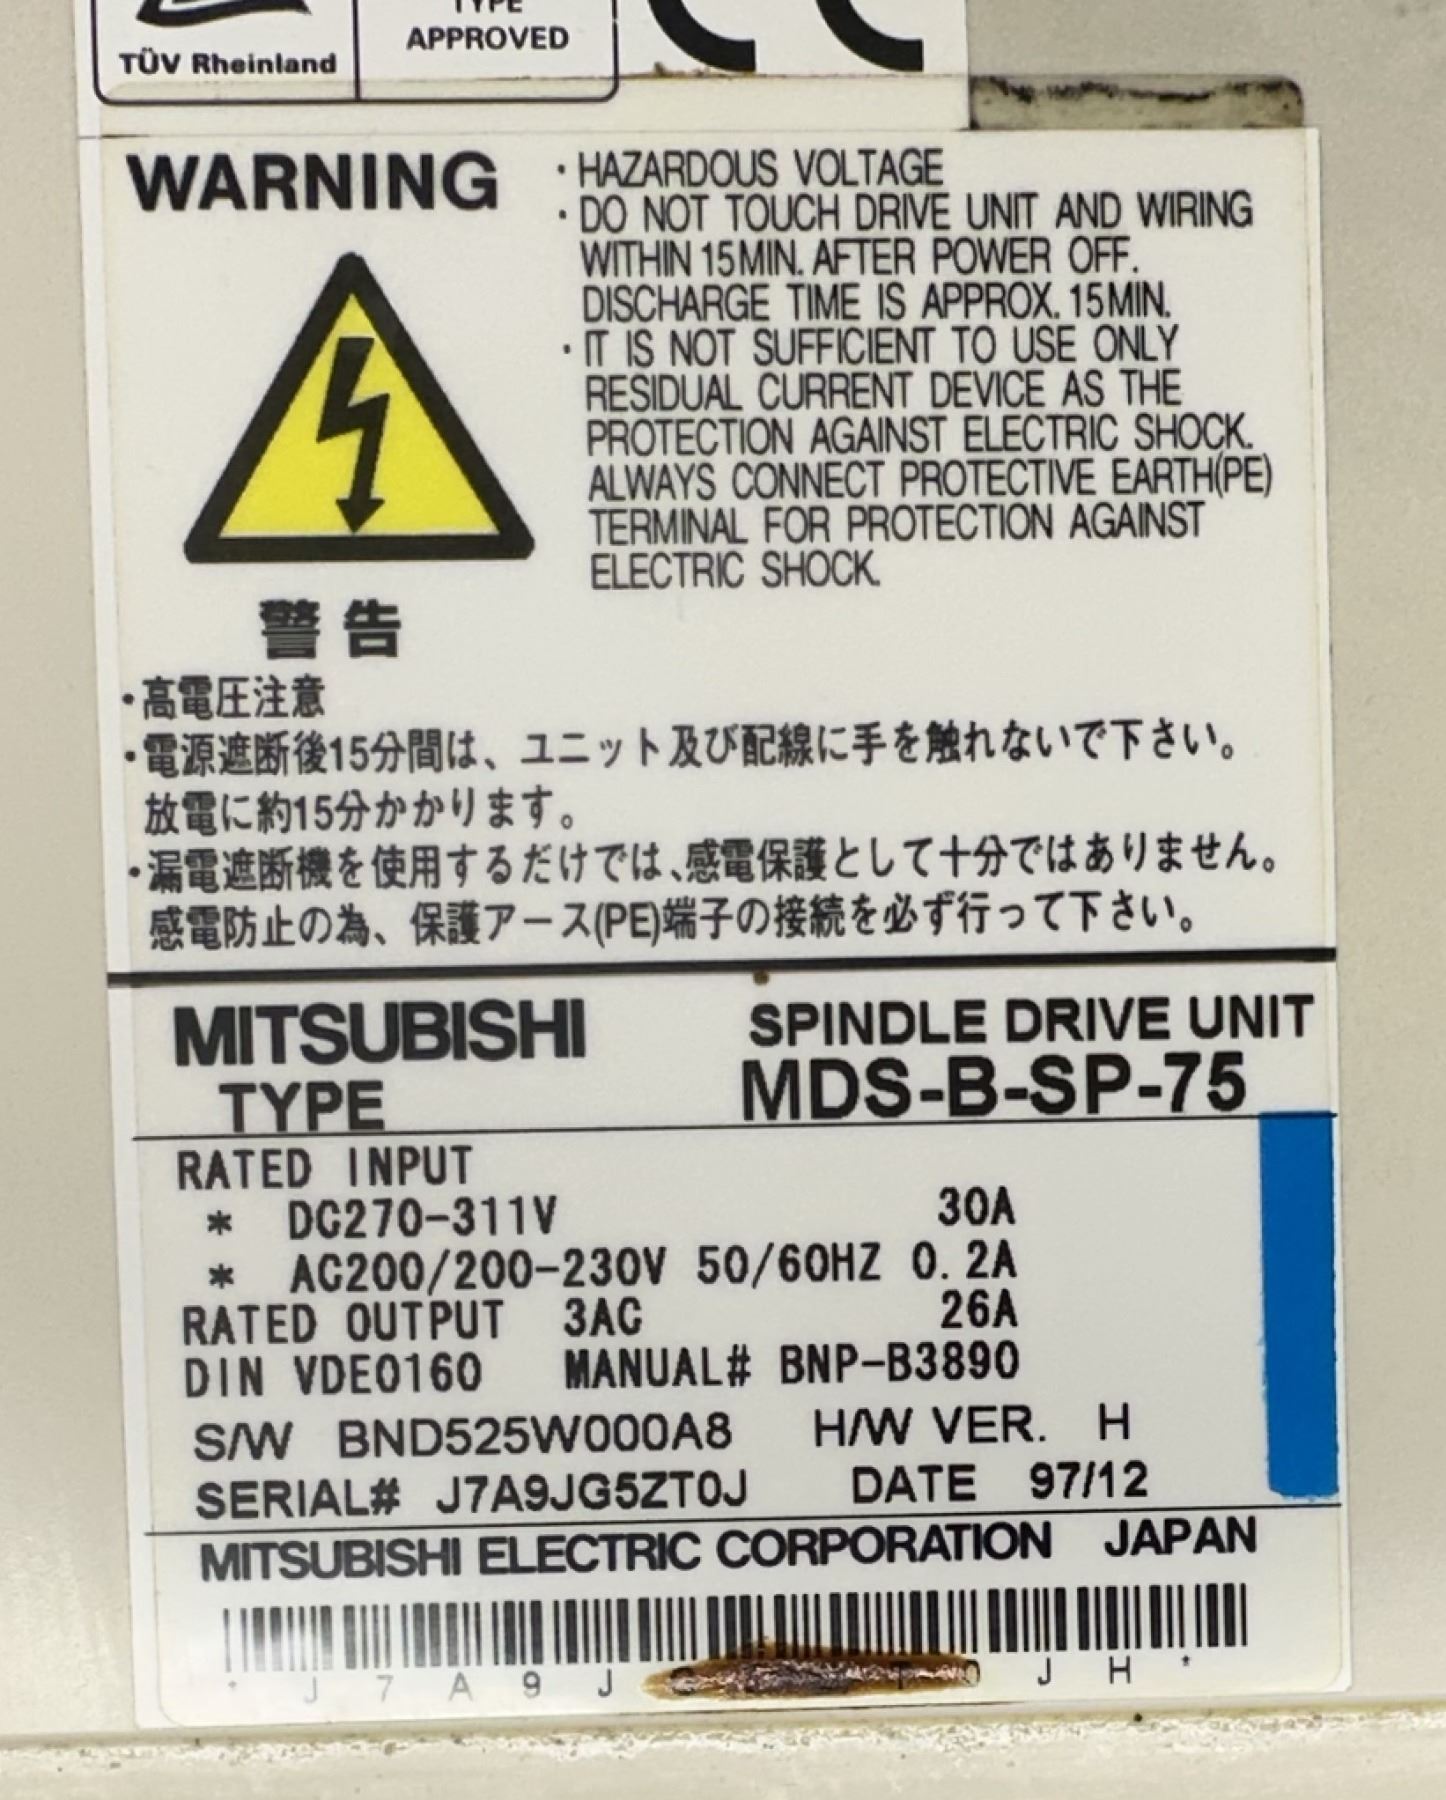 TYPE
APPROVED
TÜV Rheinland
CE
WARNING
・HAZARDOUS VOLTAGE
・DO NOT TOUCH DRIVE UNIT AND WIRING
WITHIN 15MIN. AFTER POWER OFF.
DISCHARGE TIME IS APPROX. 15MIN.
・IT IS NOT SUFFICIENT TO USE ONLY
RESIDUAL CURRENT DEVICE AS THE
PROTECTION AGAINST ELECTRIC SHOCK.
ALWAYS CONNECT PROTECTIVE EARTH(PE)
TERMINAL FOR PROTECTION AGAINST
ELECTRIC SHOCK.
警告
・高電圧注意
・電源遮断後15分間は、ユニット及び配線に手を触れないで下さい。
放電に約15分かかります。
・漏電遮断機を使用するだけでは、感電保護として十分ではありません。
感電防止の為、保護アース(PE)端子の接続を必ず行って下さい。
MITSUBISHI SPINDLE DRIVE UNIT
TYPE MDS-B-SP-75
RATED INPUT
* DC270-311V 30A
* AC200/200-230V 50/60HZ 0.2A
RATED OUTPUT 3AC 26A
DIN VDE0160 MANUAL# BNP-B3890
S/W BND525W000A8 H/W VER. H
SERIAL# J7A9JG5ZT0J DATE 97/12
MITSUBISHI ELECTRIC CORPORATION JAPAN
* J 7 A 9 J J H *